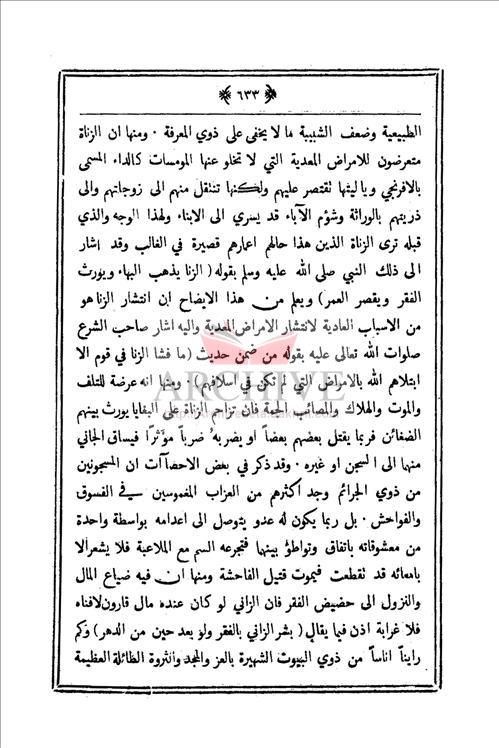 ٦٣٣
الطبيعية وضعف الشبيبة ما لا يخفى على ذوي المعرفة ٠ ومنها ان الزناة
متعرضون للامراض المعدية التي لا تخلو عنها المومسات كالداء المسمى
بالافرنجي ويا ليتها تقتصر عليهم ولكنها تنتقل منهم الى زوجاتهم والى
ذريتهم بالوراثة وشؤم الآباء قد يسري الى الابناء ولهذا الوجه والذي
قبله ترى الزناة الذين هذا حالهم اعمارهم قصيرة في الغالب وقد اشار
الى ذلك النبي صلى الله عليه وسلم بقوله ( الزنا يذهب البهاء ويورث
الفقر ويقصر العمر ) ويعلم من هذا الايضاح ان انتشار الزنا هو
من الاسباب العادية لانتشار الامراض المعدية واليه اشار صاحب الشرع
صلوات الله تعالى عليه بقوله من ضمن حديث ( ما فشا الزنا في قوم الا
ابتلاهم الله بالامراض التي لم تكن في اسلافهم ) ٠ ومنها انه عرضة للتلف
والموت والهلاك والمصائب الجمة فان تزاحم الزناة على البغايا يورث بينهم
الضغائن فربما يقتل بعضهم بعضاً او يضربهُ ضرباً مؤثرًا فيساق الجاني
منها الى السجن او غيره ٠ وقد ذكر في بعض الاحصاآت ان المسجونين
من ذوي الجرائم وجد اكثرهم من العزاب المغموسين في الفسوق
والفواحش ٠ بل ربما يكون له عدو يتوصل الى اعدامه بواسطة واحدة
من معشوقاته باتفاق وتواطؤ بينها فتجرعه السم مع الملاعبة فلا يشعر الا
بامعائه قد تقطعت فيموت قتيل الفاحشة ومنها ان فيه ضياع المال
والنزول الى حضيض الفقر فان الزاني لو كان عنده مال قارون لافناه
فلا غرابة اذن فيما يقال ( بشر الزاني بالفقر ولو بعد حين من الدهر ) وكم
رأينا اناساً من ذوي البيوت الشهيرة بالعز والمجد والثروة الطائلة العظيمة
ARCHIVE